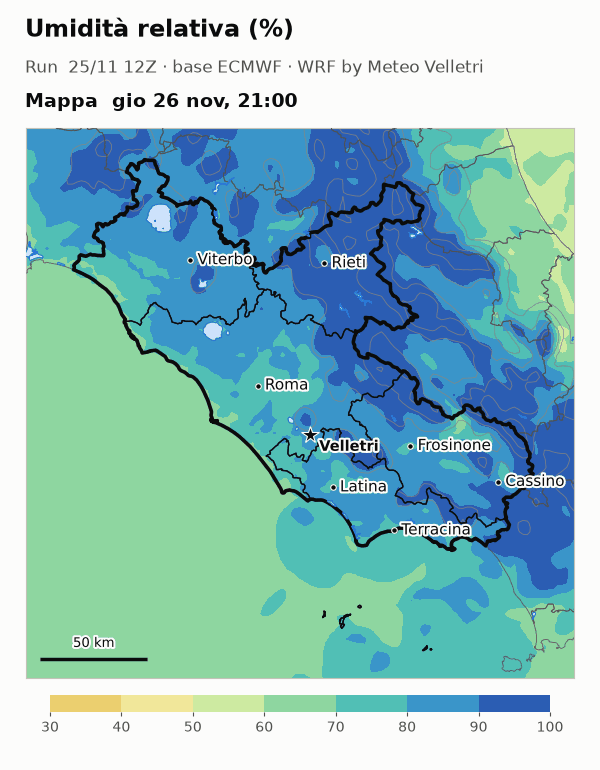 Umidità relativa (%)
Run  25/11 12Z · base ECMWF · WRF by Meteo Velletri
Mappa  gio 26 nov, 21:00
Viterbo
Rieti
Roma
Velletri
Frosinone
Cassino
Latina
Terracina
50 km
30 40 50 60 70 80 90 100